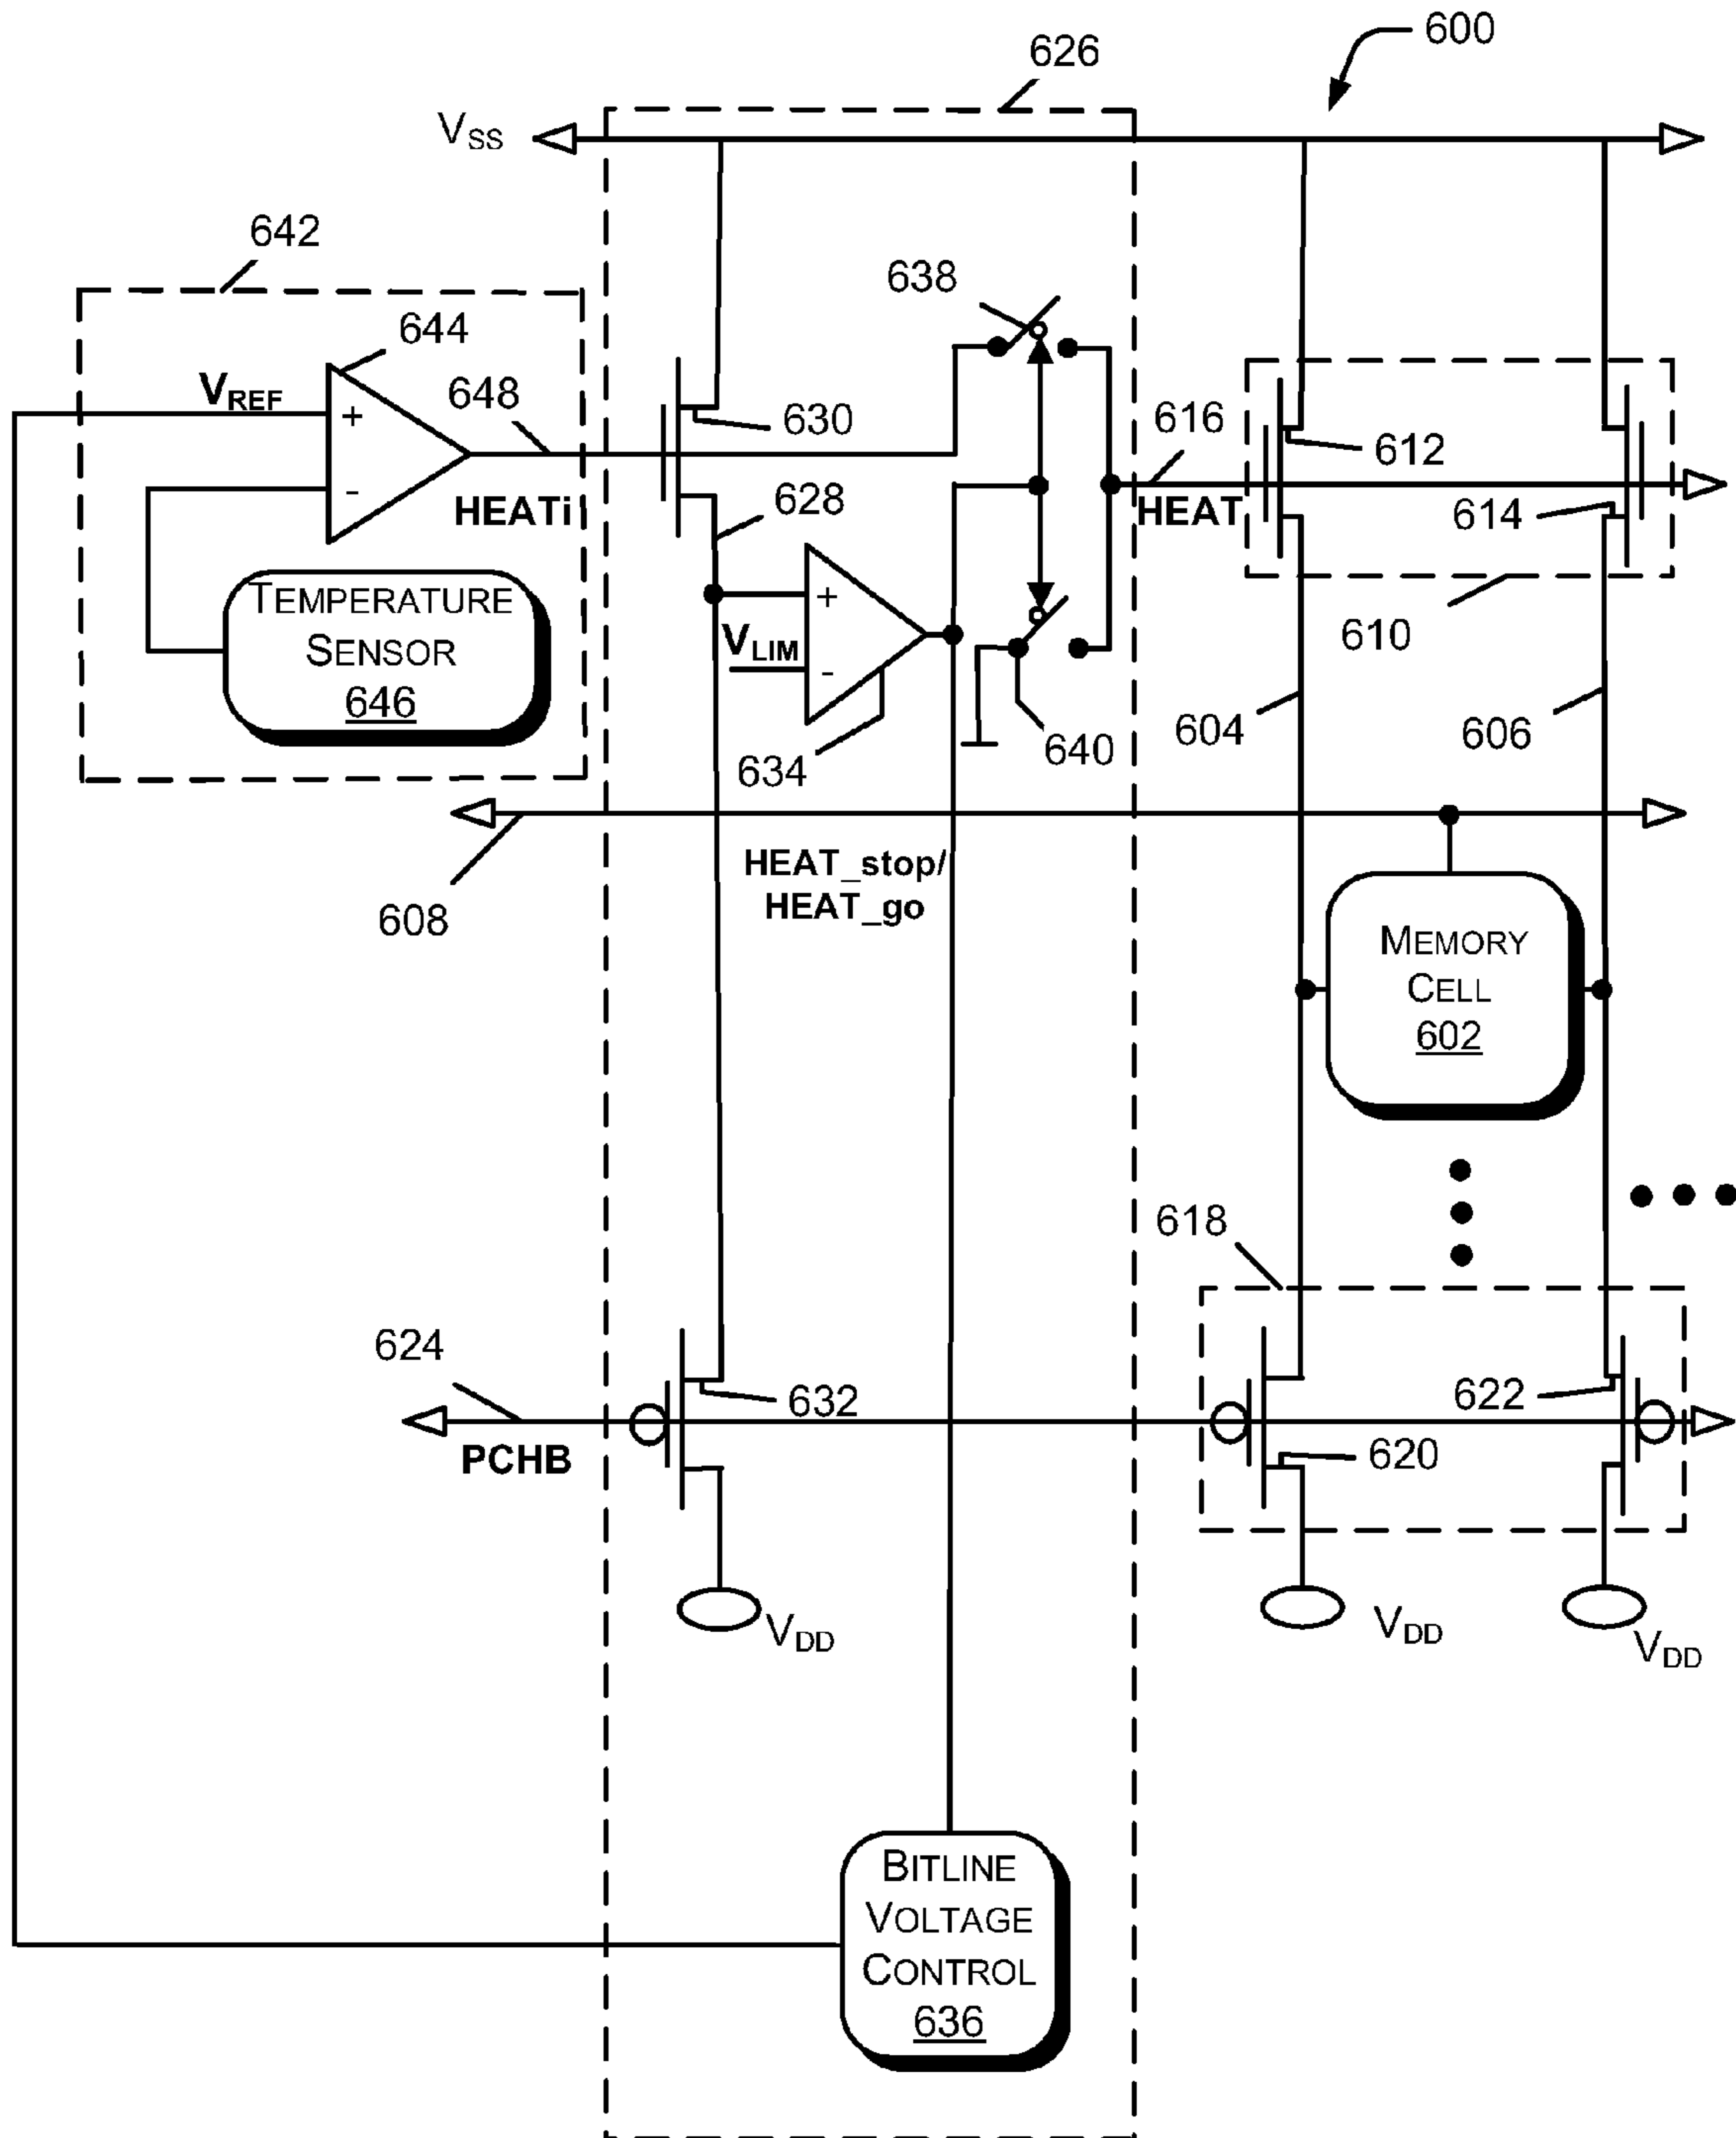 600
626
VSS
642
638
644
VREF
+
648
630
616
612
-
HEATi
628
HEAT
614
TEMPERATURE
SENSOR
646
+
VLIM
-
610
604
606
634
640
HEAT_stop/
HEAT_go
608
MEMORY
CELL
602
618
624
632
622
PCHB
620
VDD
VDD
VDD
BITLINE
VOLTAGE
CONTROL
636